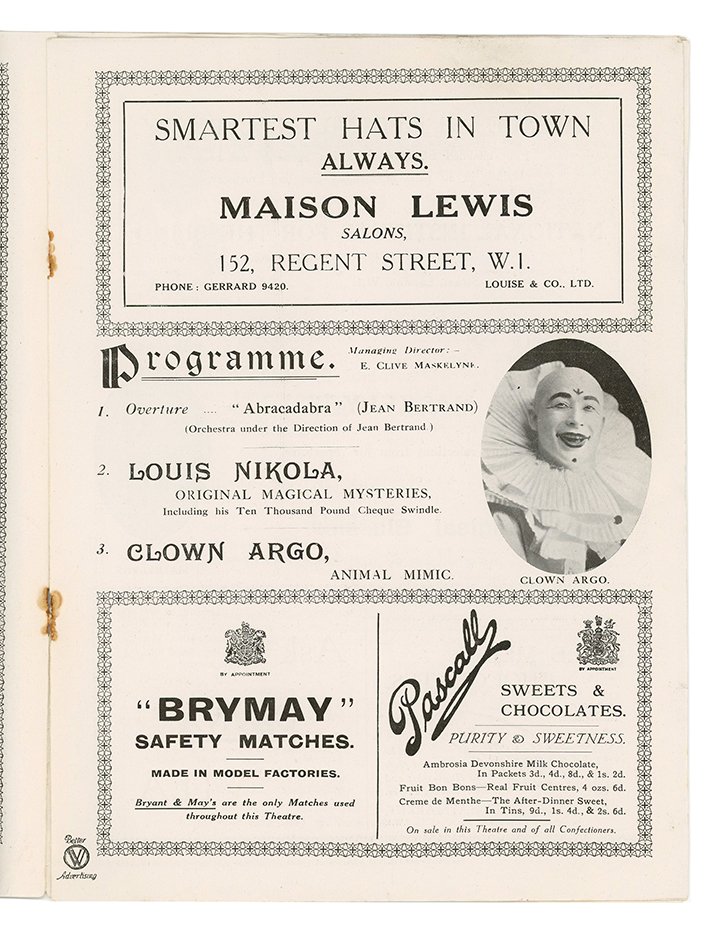 SMARTEST HATS IN TOWN
ALWAYS.
MAISON LEWIS
SALONS,
152, REGENT STREET, W.1.
PHONE : GERRARD 9420.
LOUISE & CO., LTD.
Programme.
Managing Director: –
E. CLIVE MASKELYNE.
1. Overture .... “Abracadabra” (JEAN BERTRAND)
(Orchestra under the Direction of Jean Bertrand.)
2. LOUIS NIKOLA,
ORIGINAL MAGICAL MYSTERIES,
Including his Ten Thousand Pound Cheque Swindle.
3. CLOWN ARGO,
ANIMAL MIMIC.
CLOWN ARGO.
BY APPOINTMENT
“BRYMAY”
SAFETY MATCHES.
MADE IN MODEL FACTORIES.
Bryant & May's are the only Matches used
throughout this Theatre.
Pascall
BY APPOINTMENT
SWEETS &
CHOCOLATES.
PURITY & SWEETNESS.
Ambrosia Devonshire Milk Chocolate,
In Packets 3d., 4d., 8d., & 1s. 2d.
Fruit Bon Bons—Real Fruit Centres, 4 ozs. 6d.
Creme de Menthe—The After-Dinner Sweet,
In Tins, 9d., 1s. 4d., & 2s. 6d.
On sale in this Theatre and of all Confectioners.
Better
VW
Advertising